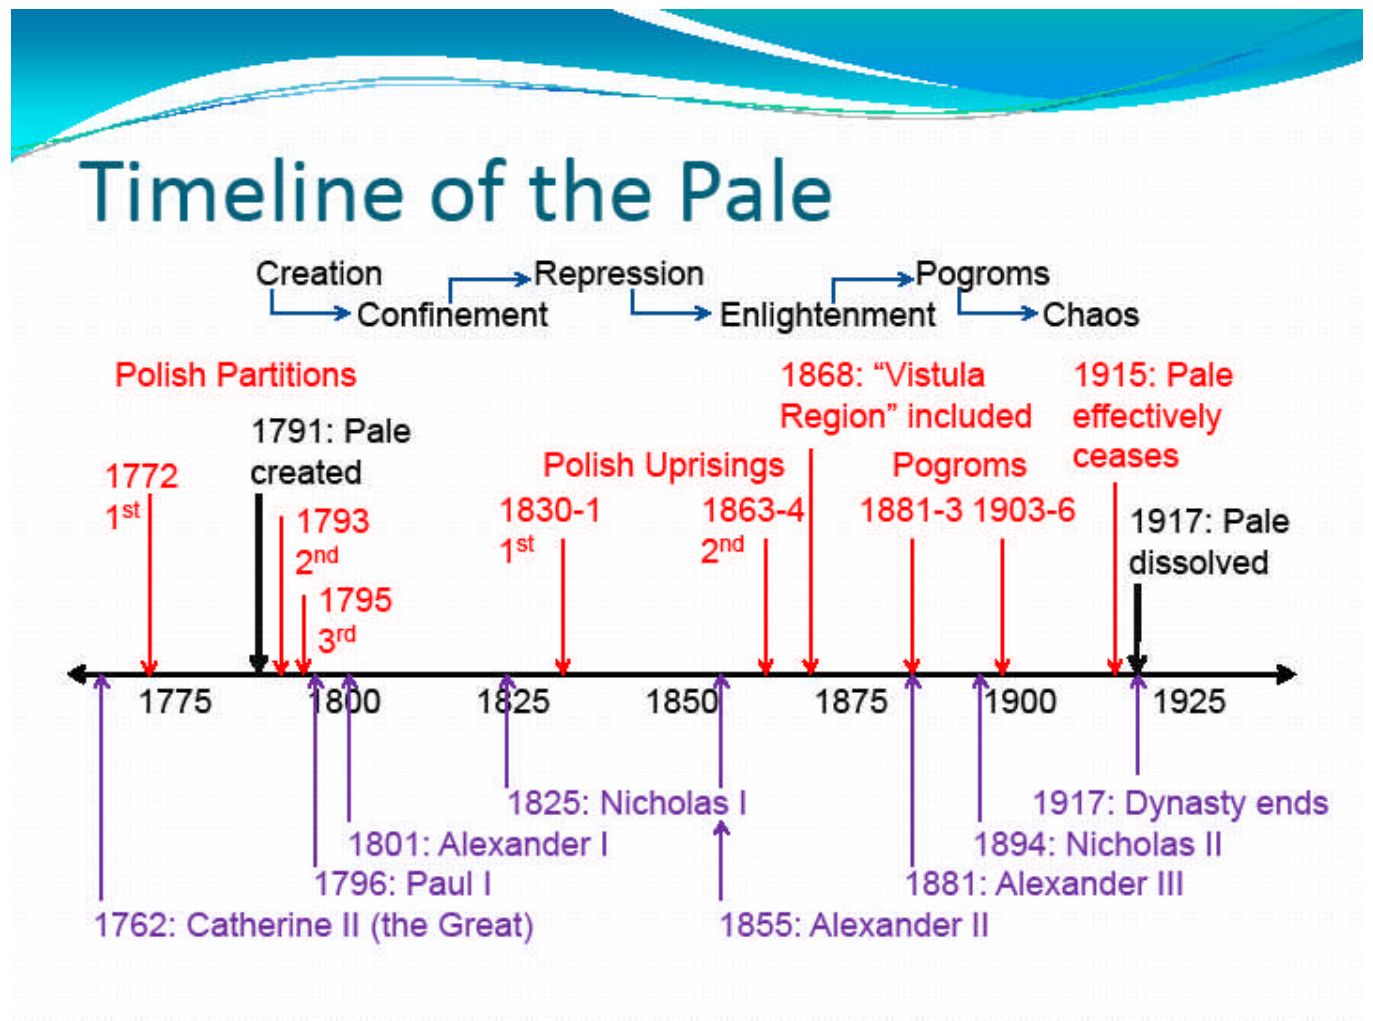 Timeline of the Pale
Creation
Repression
Pogroms
Confinement
Enlightenment
Chaos
Polish Partitions
1791: Pale
created
1772
1st
1793
2nd
1795
3rd
Polish Uprisings
1830-1
1st
1863-4
2nd
1868: “Vistula
Region” included
Pogroms
1881-3 1903-6
1915: Pale
effectively
ceases
1917: Pale
dissolved
1775 1800 1825 1850 1875 1900 1925
1825: Nicholas I
1917: Dynasty ends
1801: Alexander I
1894: Nicholas II
1796: Paul I
1881: Alexander III
1762: Catherine II (the Great)
1855: Alexander II